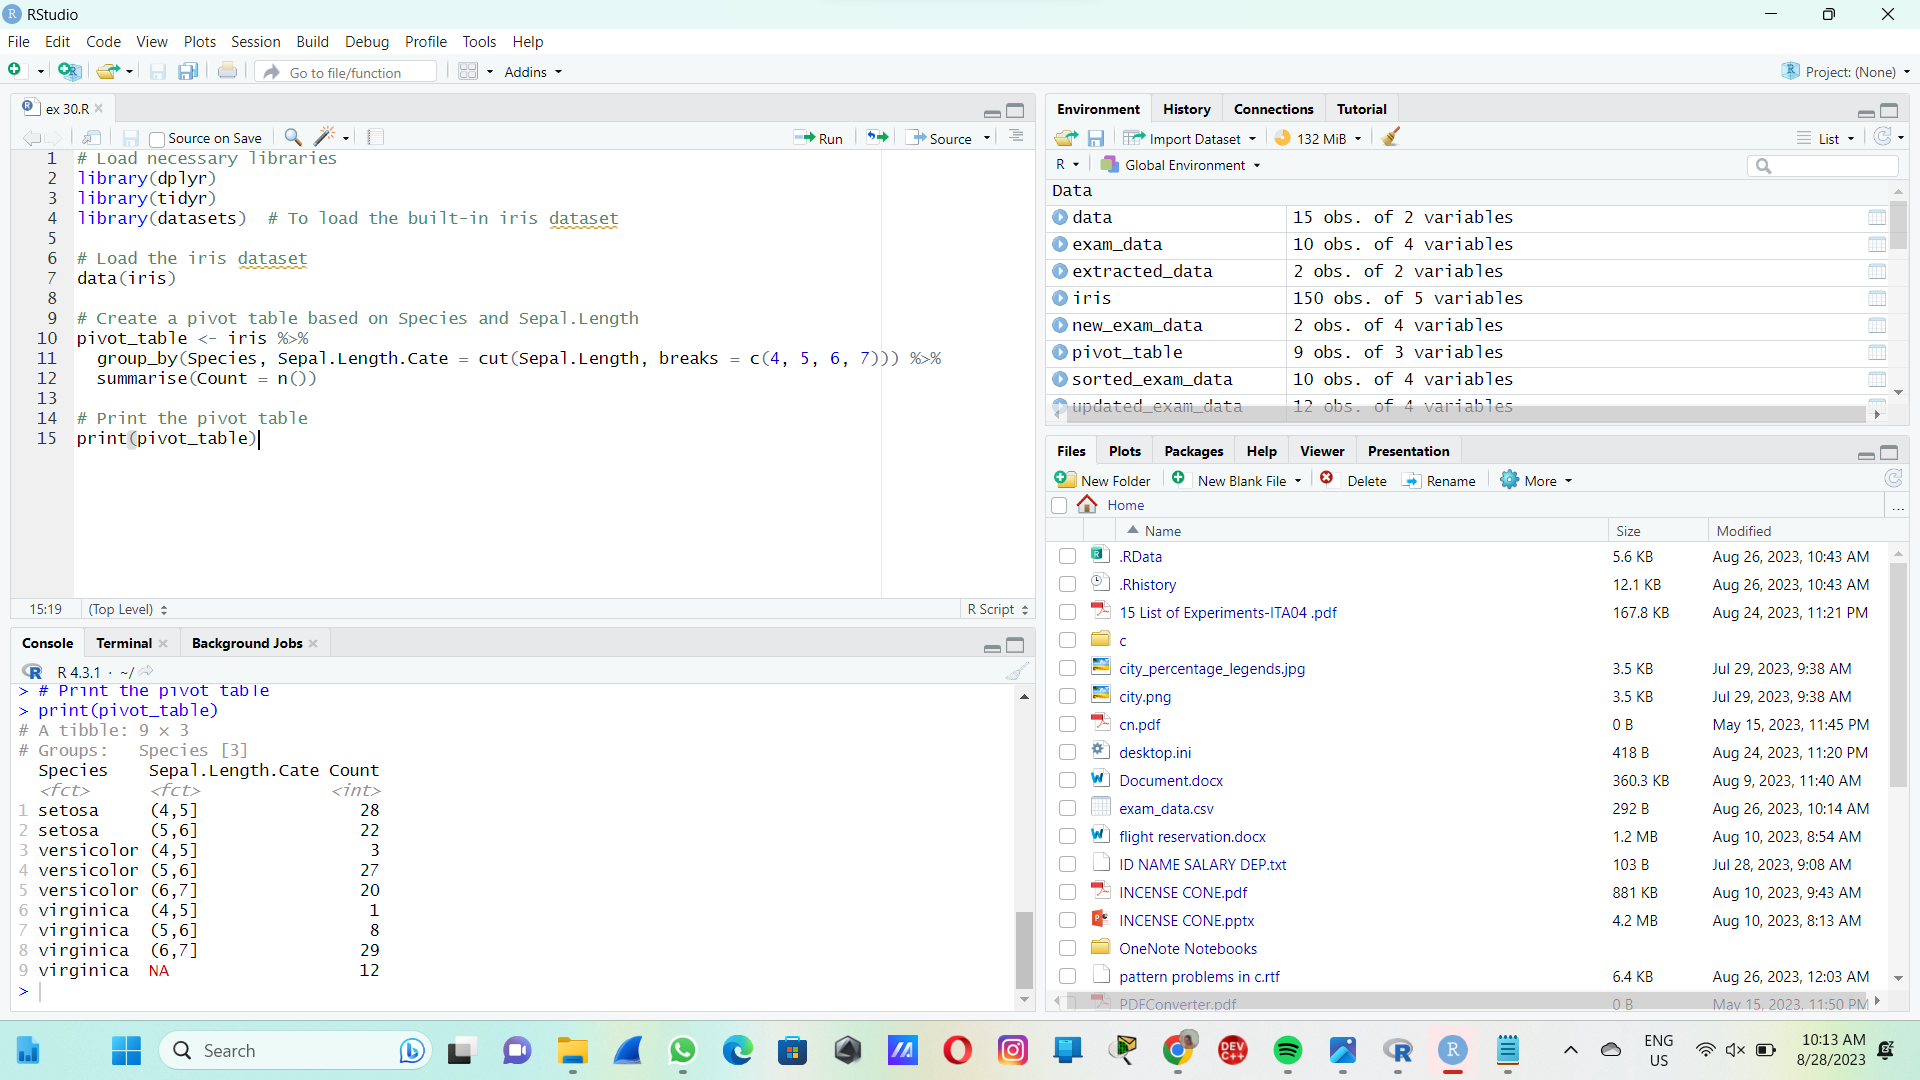 RStudio
File Edit Code View Plots Session Build Debug Profile Tools Help
Go to file/function Addins Project: (None)
ex 30.R
Source on Save Run Source
1 # Load necessary libraries
2 library(dplyr)
3 library(tidyr)
4 library(datasets)  # To load the built-in iris dataset
5
6 # Load the iris dataset
7 data(iris)
8
9 # Create a pivot table based on Species and Sepal.Length
10 pivot_table <- iris %>%
11   group_by(Species, Sepal.Length.Cate = cut(Sepal.Length, breaks = c(4, 5, 6, 7))) %>%
12   summarise(Count = n())
13
14 # Print the pivot table
15 print(pivot_table)
15:19 (Top Level) R Script
Console Terminal Background Jobs
R 4.3.1 · ~/
> # Print the pivot table
> print(pivot_table)
# A tibble: 9 × 3
# Groups:   Species [3]
  Species    Sepal.Length.Cate Count
  <fct>      <fct>             <int>
1 setosa     (4,5]                28
2 setosa     (5,6]                22
3 versicolor (4,5]                 3
4 versicolor (5,6]                27
5 versicolor (6,7]                20
6 virginica  (4,5]                 1
7 virginica  (5,6]                 8
8 virginica  (6,7]                29
9 virginica  NA                   12
>
Environment History Connections Tutorial
Import Dataset 132 MiB List
R Global Environment
Data
data 15 obs. of 2 variables
exam_data 10 obs. of 4 variables
extracted_data 2 obs. of 2 variables
iris 150 obs. of 5 variables
new_exam_data 2 obs. of 4 variables
pivot_table 9 obs. of 3 variables
sorted_exam_data 10 obs. of 4 variables
updated_exam_data 12 obs. of 4 variables
Files Plots Packages Help Viewer Presentation
New Folder New Blank File Delete Rename More
Home ...
Name Size Modified
.RData 5.6 KB Aug 26, 2023, 10:43 AM
.Rhistory 12.1 KB Aug 26, 2023, 10:43 AM
15 List of Experiments-ITA04 .pdf 167.8 KB Aug 24, 2023, 11:21 PM
c
city_percentage_legends.jpg 3.5 KB Jul 29, 2023, 9:38 AM
city.png 3.5 KB Jul 29, 2023, 9:38 AM
cn.pdf 0 B May 15, 2023, 11:45 PM
desktop.ini 418 B Aug 24, 2023, 11:20 PM
Document.docx 360.3 KB Aug 9, 2023, 11:40 AM
exam_data.csv 292 B Aug 26, 2023, 10:14 AM
flight reservation.docx 1.2 MB Aug 10, 2023, 8:54 AM
ID NAME SALARY DEP.txt 103 B Jul 28, 2023, 9:08 AM
INCENSE CONE.pdf 881 KB Aug 10, 2023, 9:43 AM
INCENSE CONE.pptx 4.2 MB Aug 10, 2023, 8:13 AM
OneNote Notebooks
pattern problems in c.rtf 6.4 KB Aug 26, 2023, 12:03 AM
PDFConverter.pdf 0 B May 15, 2023, 11:50 PM
Search DEV C++ ENG US 10:13 AM
8/28/2023